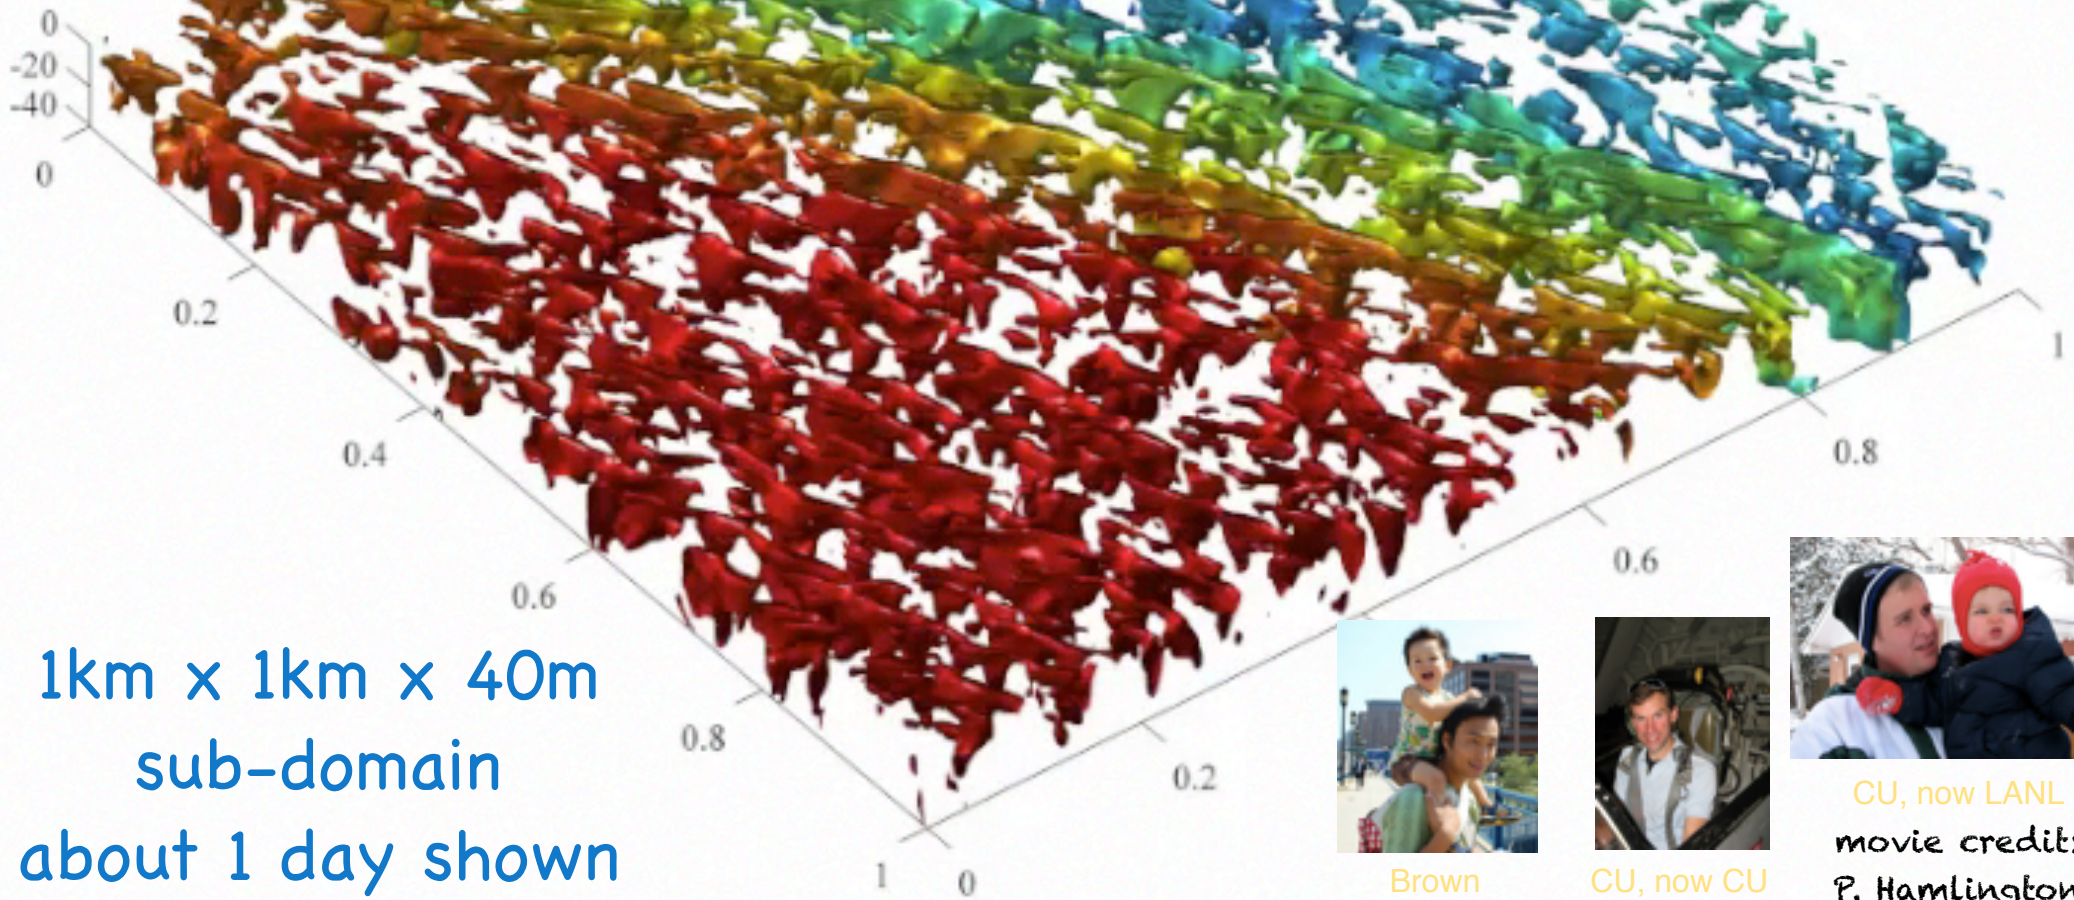 0
-20
-40
0
0.2
0.4
0.6
0.8
1
0
0.2
0.6
0.8
1
1km x 1km x 40m
sub-domain
about 1 day shown
Brown
CU, now CU
CU, now LANL
movie credit:
P. Hamlington